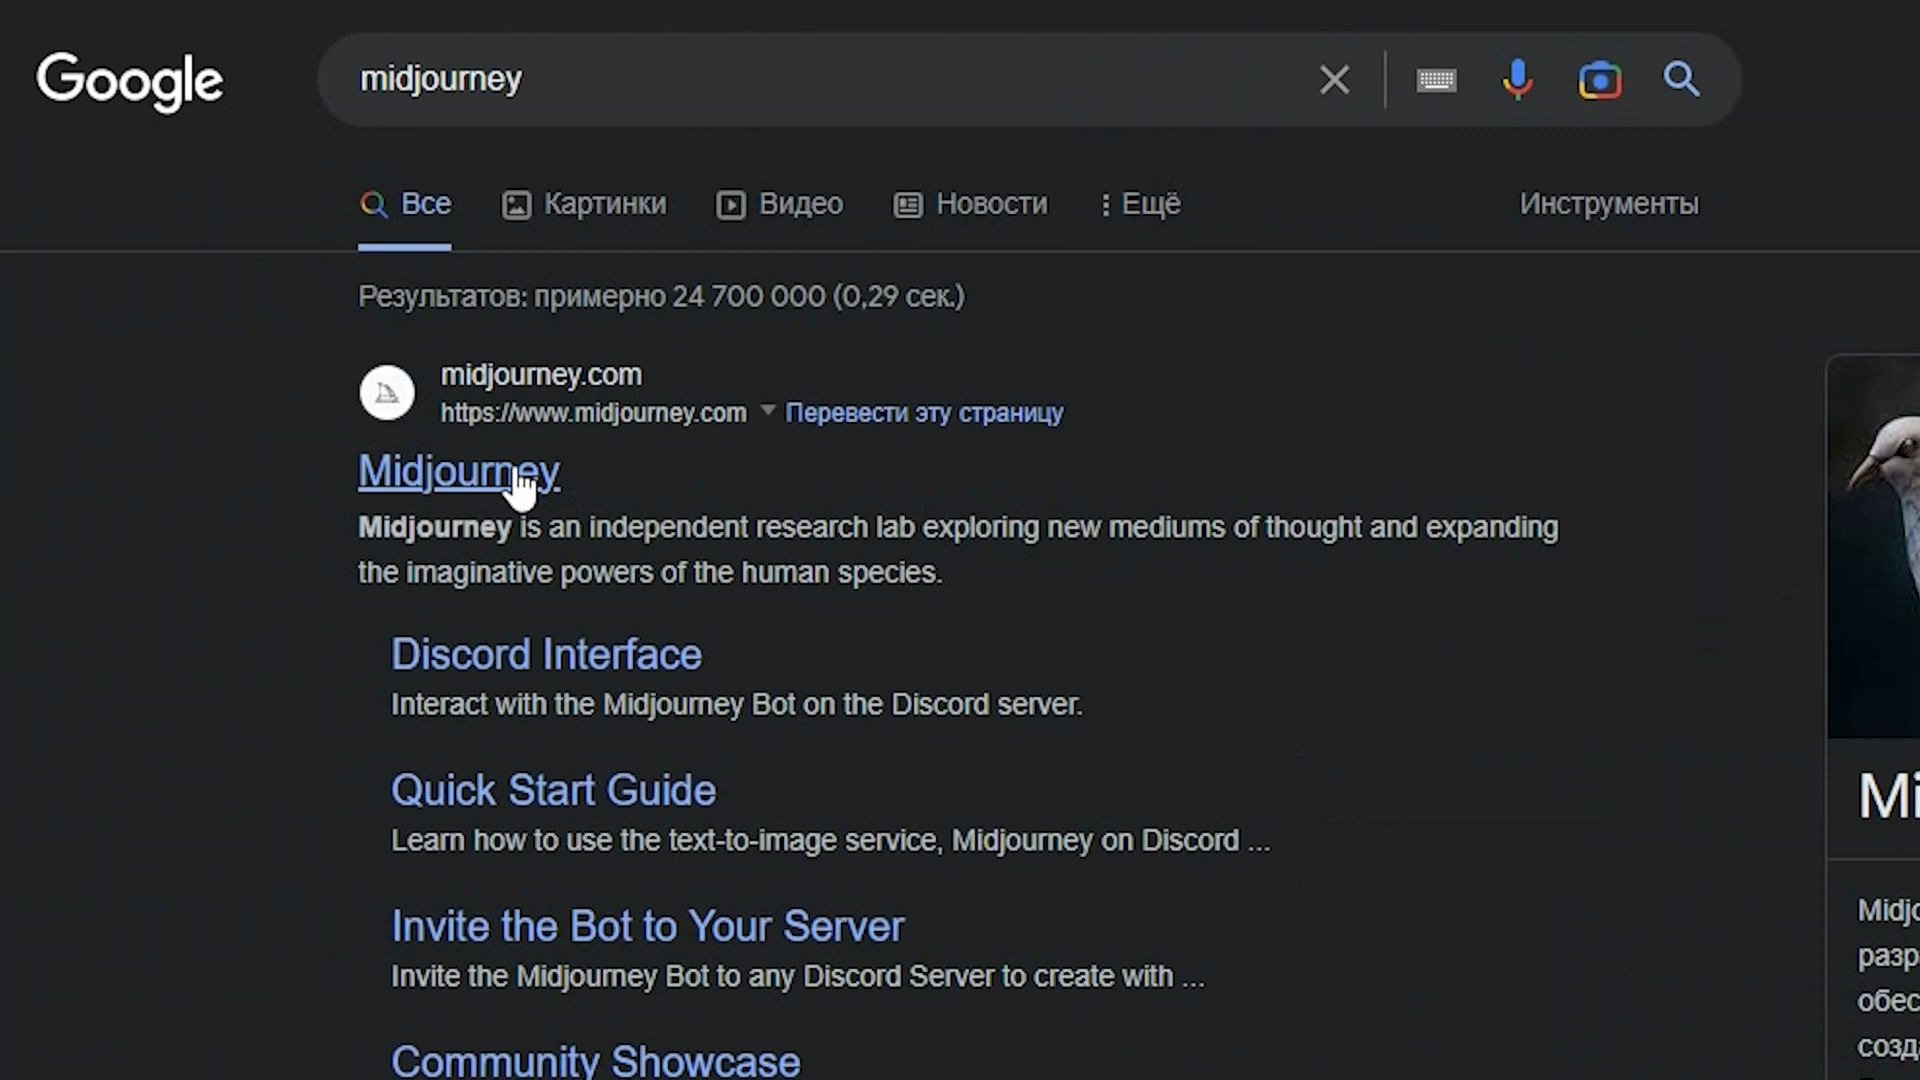 Google
midjourney
Все
Картинки
Видео
Новости
Ещё
Инструменты
Результатов: примерно 24 700 000 (0,29 сек.)
midjourney.com
https://www.midjourney.com
Перевести эту страницу
Midjourney
Midjourney is an independent research lab exploring new mediums of thought and expanding
the imaginative powers of the human species.
Discord Interface
Interact with the Midjourney Bot on the Discord server.
Quick Start Guide
Learn how to use the text-to-image service, Midjourney on Discord ...
Invite the Bot to Your Server
Invite the Midjourney Bot to any Discord Server to create with ...
Community Showcase